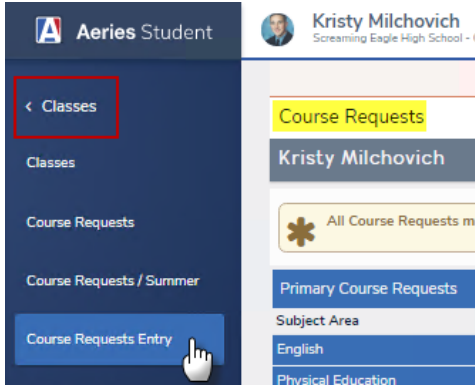 Aeries Student
Kristy Milchovich
Screaming Eagle High School -
< Classes
Classes
Course Requests
Course Requests / Summer
Course Requests Entry
Course Requests
Kristy Milchovich
All Course Requests m
Primary Course Requests
Subject Area
English
Physical Education